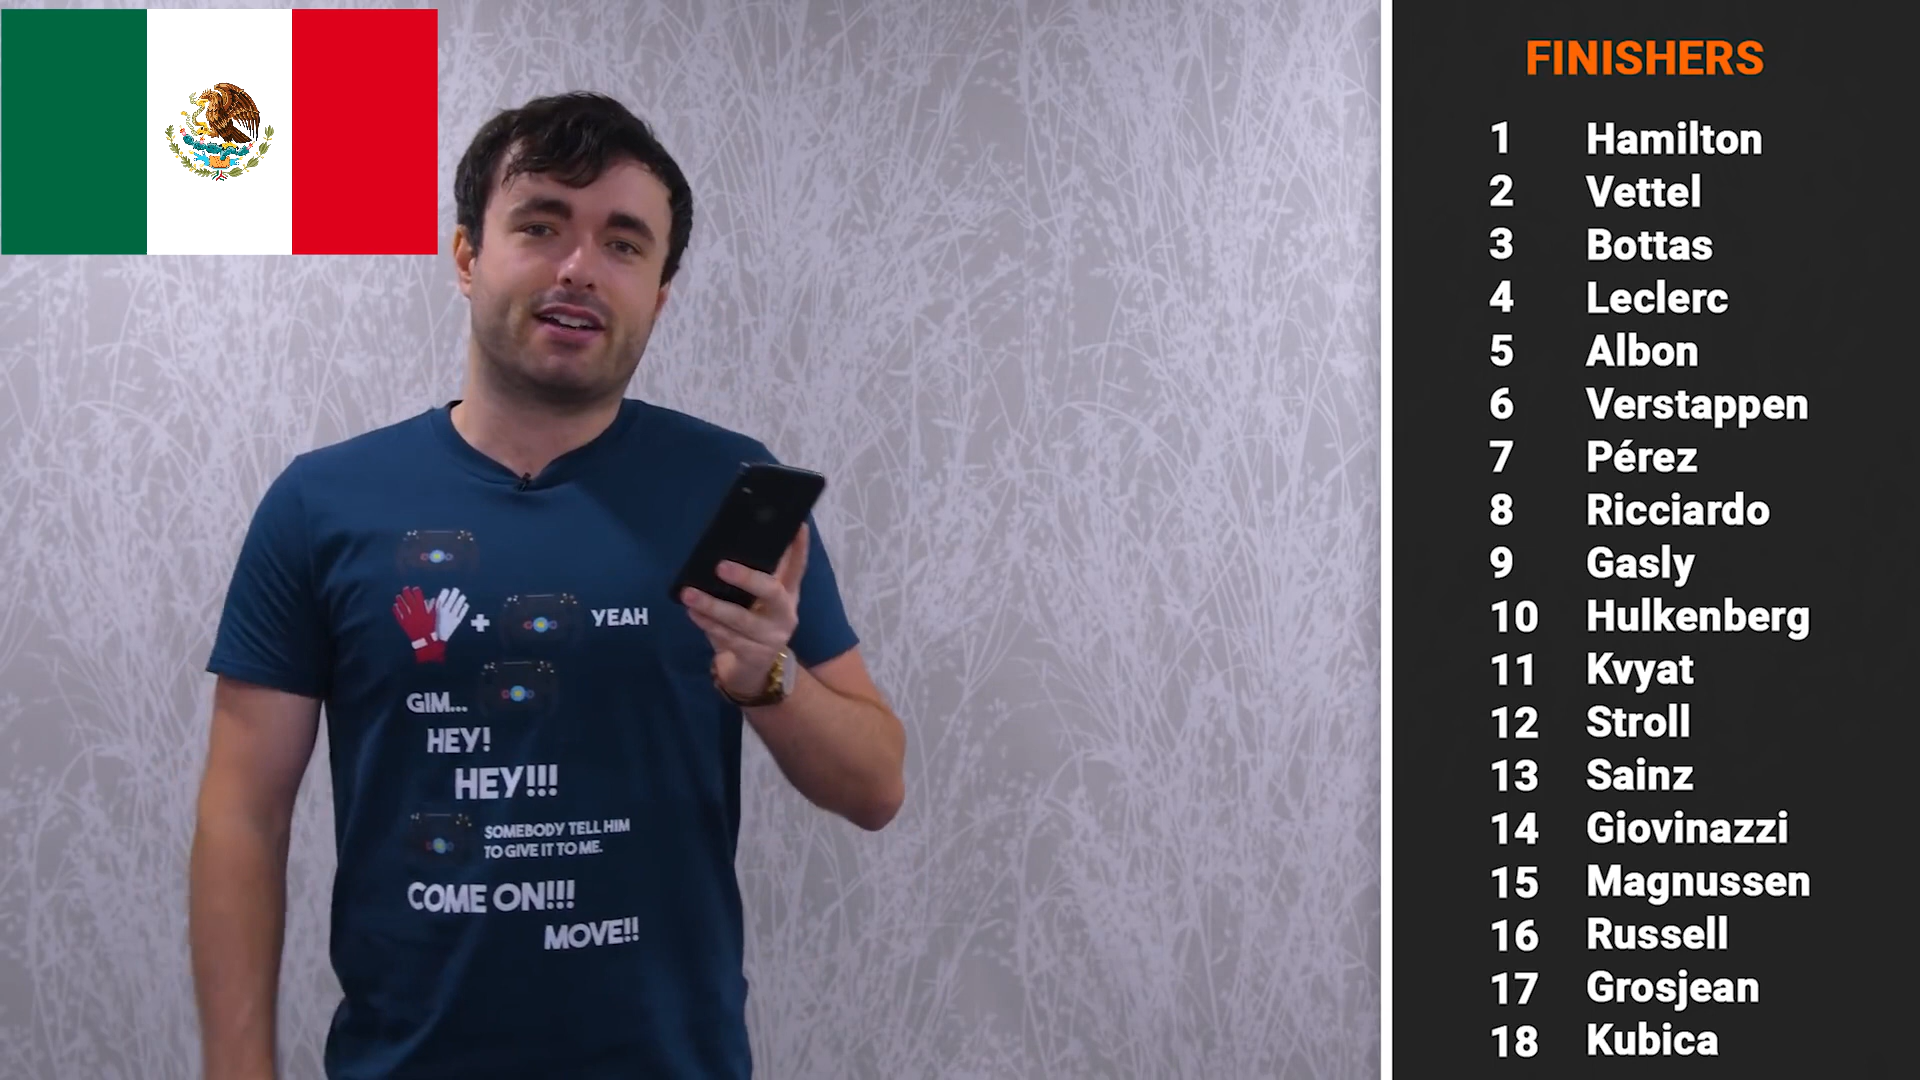 YEAH
GIM...
HEY!
HEY!!!
SOMEBODY TELL HIM
TO GIVE IT TO ME.
COME ON!!!
MOVE!!
FINISHERS
1 Hamilton
2 Vettel
3 Bottas
4 Leclerc
5 Albon
6 Verstappen
7 Pérez
8 Ricciardo
9 Gasly
10 Hulkenberg
11 Kvyat
12 Stroll
13 Sainz
14 Giovinazzi
15 Magnussen
16 Russell
17 Grosjean
18 Kubica